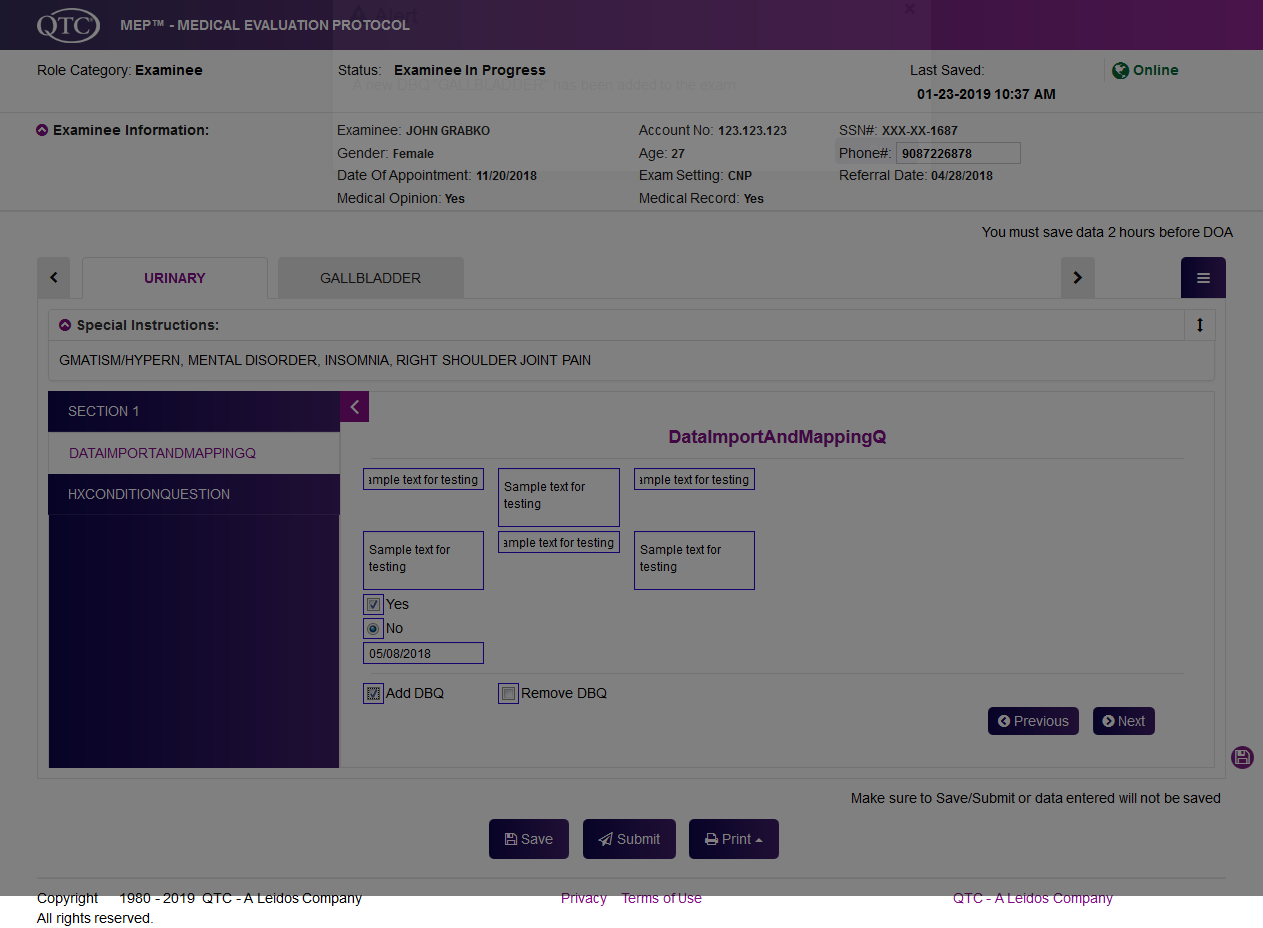 QTC MEP™ - MEDICAL EVALUATION PROTOCOL
Alert
Role Category: Examinee Status: Examinee In Progress Last Saved: Online
A new DBQ "GALLBLADDER" has been added to the exam.
01-23-2019 10:37 AM
Examinee Information: Examinee: JOHN GRABKO Account No: 123.123.123 SSN#: XXX-XX-1687
Gender: Female Age: 27 Phone#: 9087226878
Date Of Appointment: 11/20/2018 Exam Setting: CNP Referral Date: 04/28/2018
Medical Opinion: Yes Medical Record: Yes
You must save data 2 hours before DOA
URINARY GALLBLADDER
Special Instructions:
GMATISM/HYPERN, MENTAL DISORDER, INSOMNIA, RIGHT SHOULDER JOINT PAIN
SECTION 1
DataImportAndMappingQ
DATAIMPORTANDMAPPINGQ
HXCONDITIONQUESTION
ample text for testing Sample text for ample text for testing
testing
Sample text for ample text for testing Sample text for
testing testing
Yes
No
05/08/2018
Add DBQ Remove DBQ
Previous Next
Make sure to Save/Submit or data entered will not be saved
Save Submit Print
Copyright 1980 - 2019 QTC - A Leidos Company Privacy Terms of Use QTC - A Leidos Company
All rights reserved.